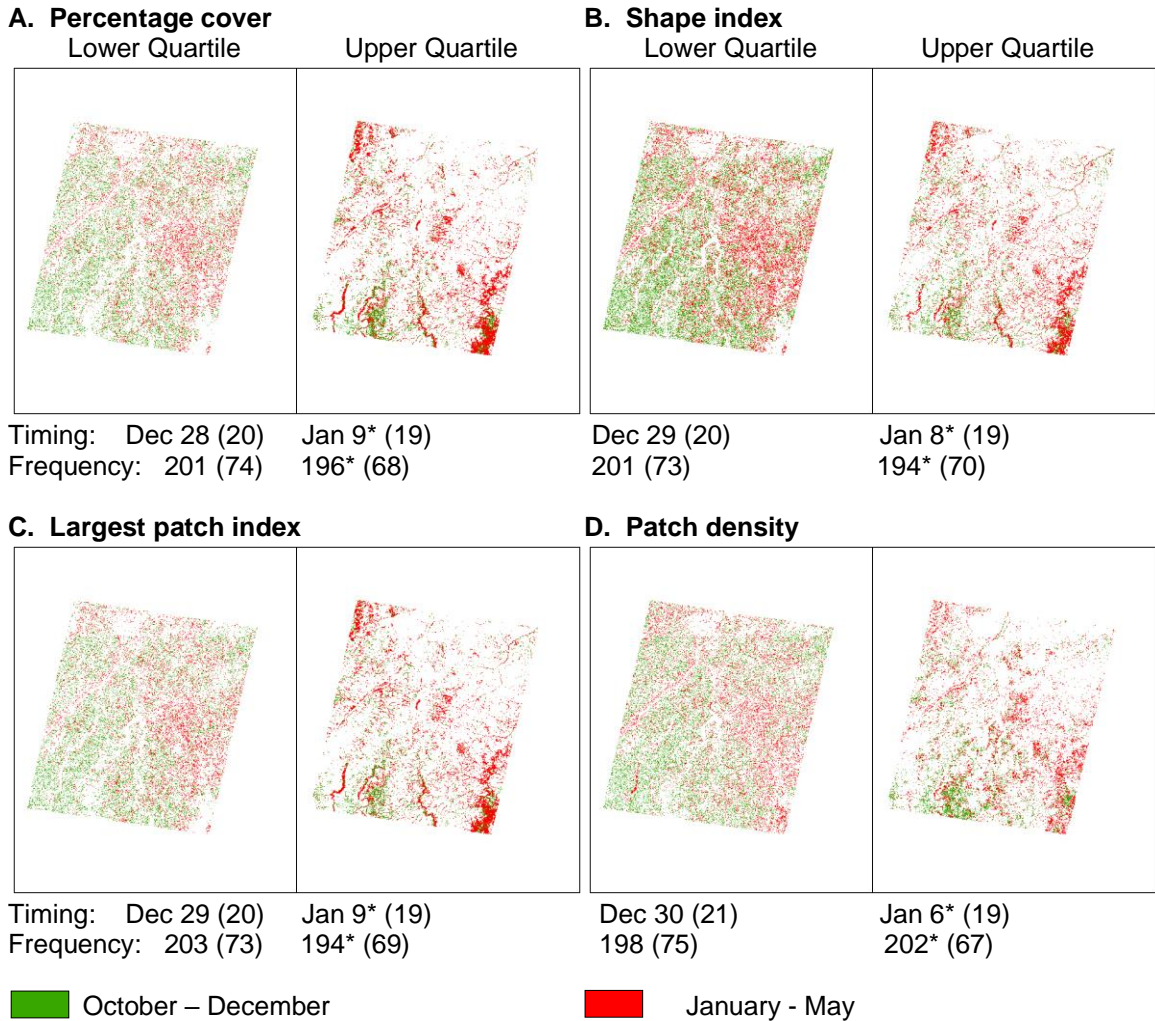 A. Percentage cover
Lower Quartile Upper Quartile
Timing: Dec 28 (20) Jan 9* (19)
Frequency: 201 (74) 196* (68)
B. Shape index
Lower Quartile Upper Quartile
Dec 29 (20) Jan 8* (19)
201 (73) 194* (70)
C. Largest patch index
Timing: Dec 29 (20) Jan 9* (19)
Frequency: 203 (73) 194* (69)
D. Patch density
Dec 30 (21) Jan 6* (19)
198 (75) 202* (67)
October – December
January - May